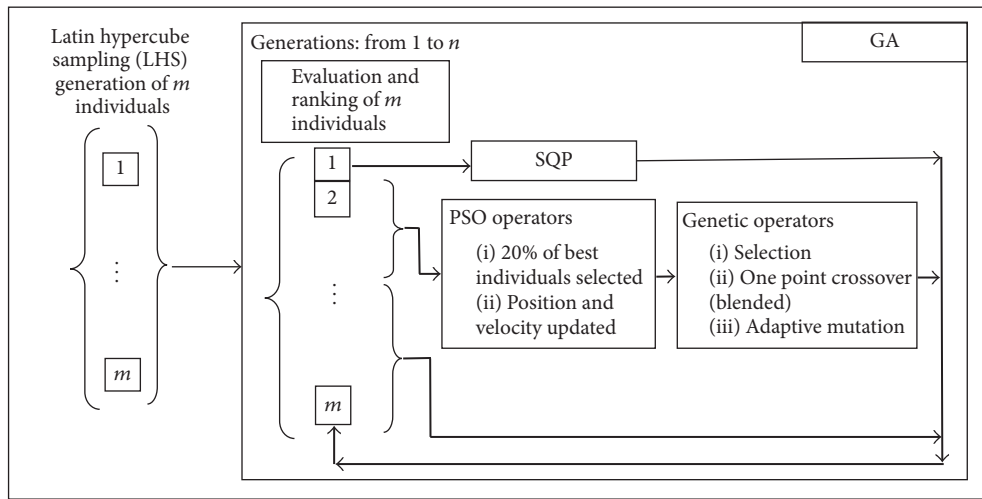 Latin hypercube
sampling (LHS)
generation of m
individuals
1
⋮
m
Generations: from 1 to n
GA
Evaluation and
ranking of m
individuals
1
2
⋮
m
SQP
PSO operators
(i) 20% of best
individuals selected
(ii) Position and
velocity updated
Genetic operators
(i) Selection
(ii) One point crossover
(blended)
(iii) Adaptive mutation